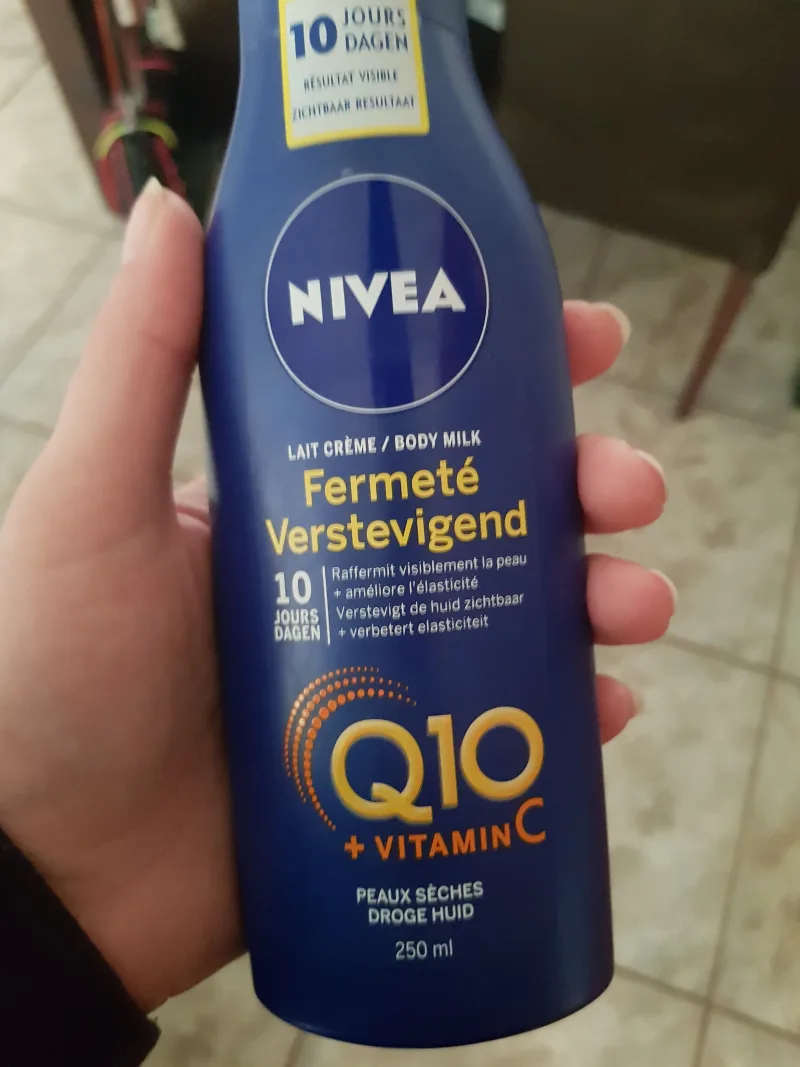 10 JOURS
DAGEN
RÉSULTAT VISIBLE
ZICHTBAAR RESULTAAT
NIVEA
LAIT CRÈME / BODY MILK
Fermeté
Verstevigend
10
JOURS
DAGEN
Raffermit visiblement la peau
+ améliore l'élasticité
Verstevigt de huid zichtbaar
+ verbetert elasticiteit
Q10
+ VITAMIN C
PEAUX SÈCHES
DROGE HUID
250 ml